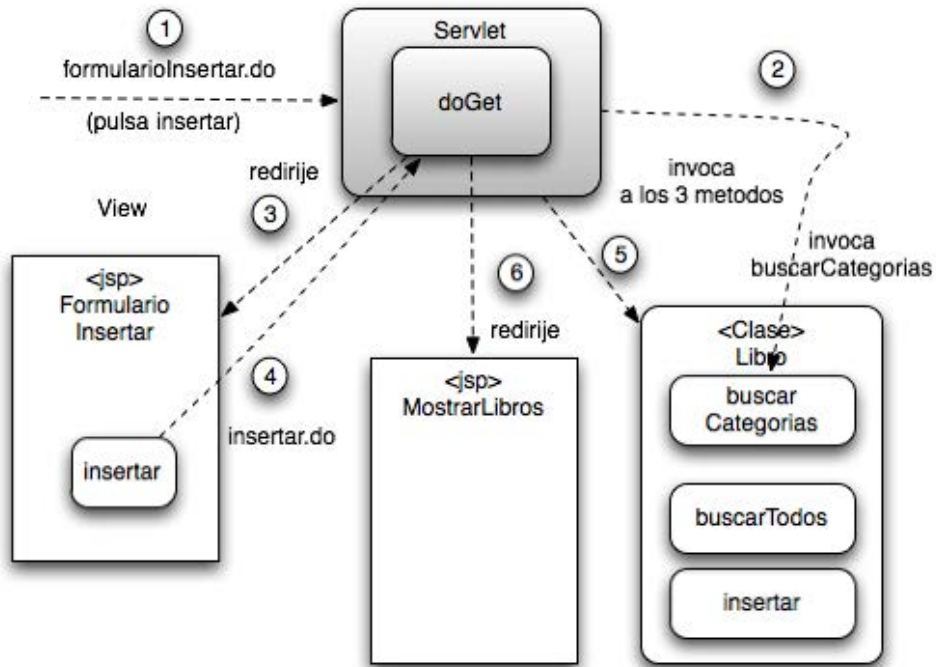 1
formularioInsertar.do
(pulsa insertar)
Servlet
doGet
2
invoca
a los 3 metodos
invoca
buscarCategorias
redirije
3
View
<jsp>
Formulario
Insertar
insertar
4
insertar.do
6
redirije
<jsp>
MostrarLibros
5
<Clase>
Libro
buscar
Categorias
buscarTodos
insertar